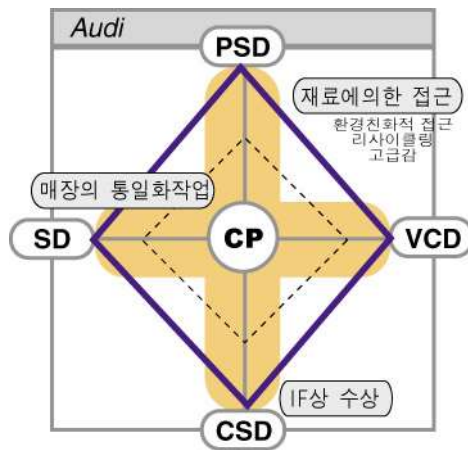 Audi
PSD
재료에의한 접근
환경친화적 접근
리사이클링
고급감
매장의 통일화작업
SD
CP
VCD
IF상 수상
CSD